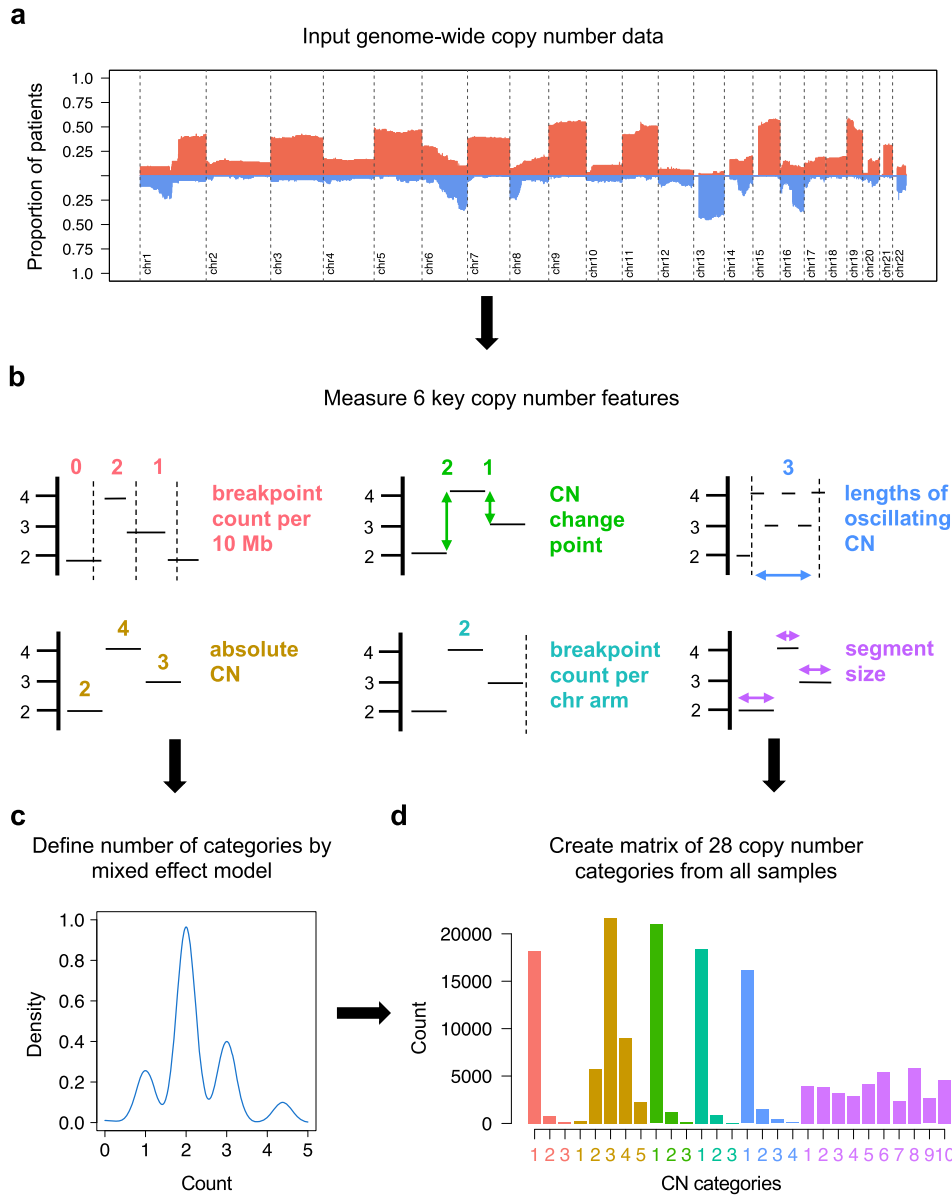 a
Input genome-wide copy number data
Proportion of patients
1.0
0.75
0.50
0.25
0.25
0.50
0.75
1.0
chr1
chr2
chr3
chr4
chr5
chr6
chr7
chr8
chr9
chr10
chr11
chr12
chr13
chr14
chr15
chr16
chr17
chr18
chr19
chr20
chr21
chr22
b
Measure 6 key copy number features
0 2 1
4
3
2
breakpoint
count per
10 Mb
2 1
4
3
2
CN
change
point
3
4
3
2
lengths of
oscillating
CN
4
3
2
4
3
2
absolute
CN
2
4
3
2
breakpoint
count per
chr arm
4
3
2
segment
size
c
Define number of categories by
mixed effect model
Density
1.0
0.8
0.6
0.4
0.2
0.0
0 1 2 3 4 5
Count
d
Create matrix of 28 copy number
categories from all samples
Count
20000
15000
10000
5000
0
1 2 3 1 2 3 4 5 1 2 3 1 2 3 1 2 3 4 1 2 3 4 5 6 7 8 9 10
CN categories